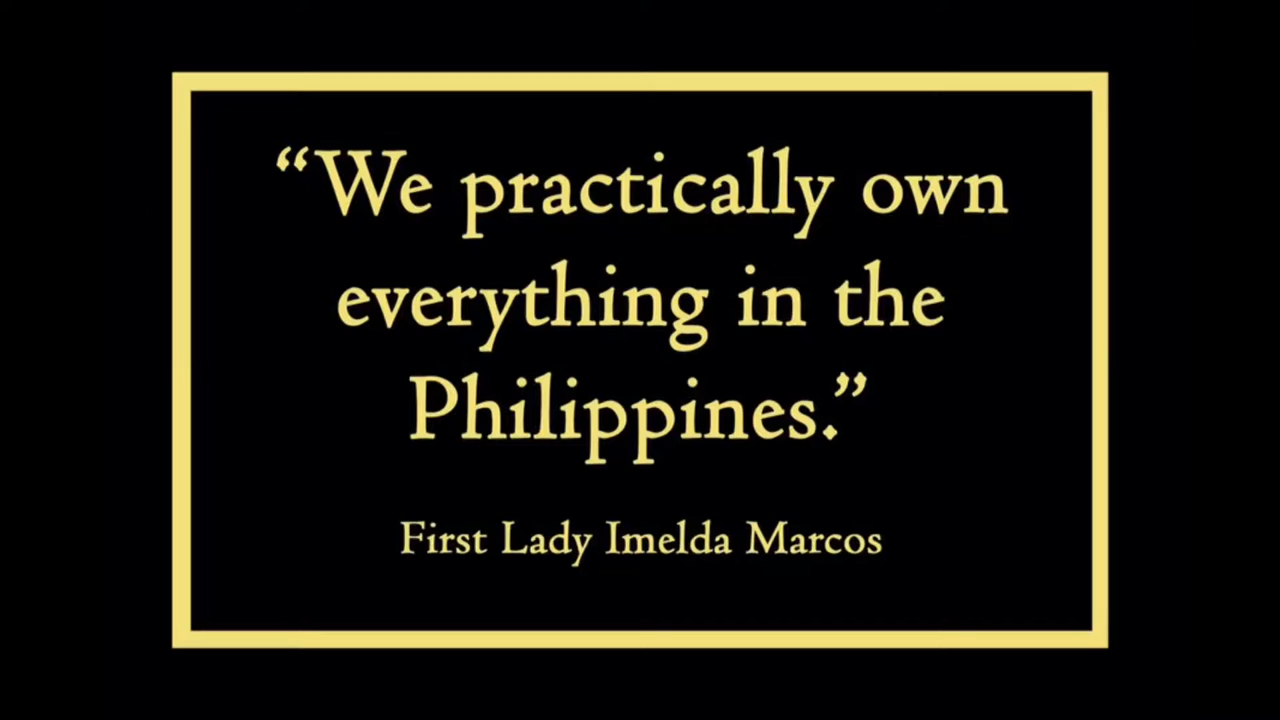 “We practically own
everything in the
Philippines.”
First Lady Imelda Marcos